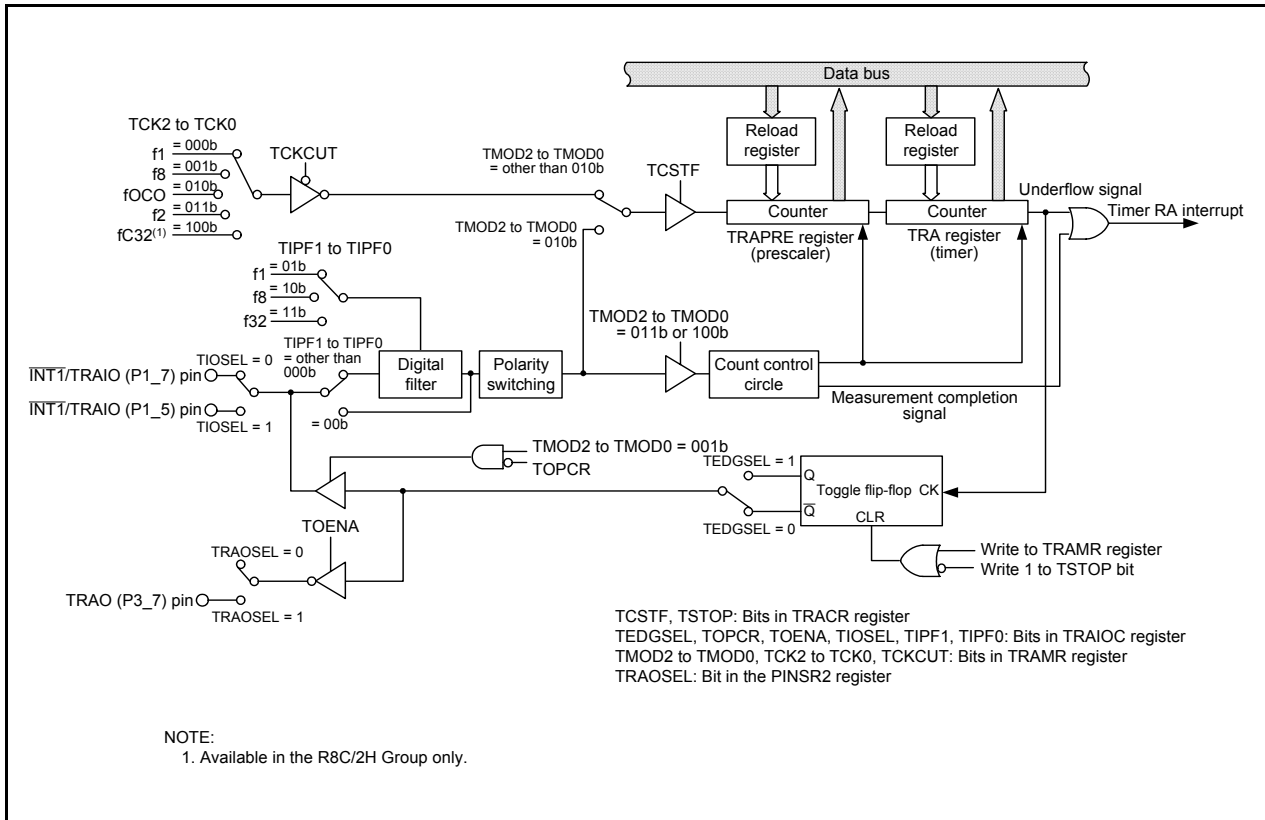 Data bus
Reload
register
Reload
register
TCK2 to TCK0
f1 = 000b
f8 = 001b
fOCO = 010b
f2 = 011b
fC32(1) = 100b
TCKCUT
TMOD2 to TMOD0
= other than 010b
TCSTF
TMOD2 to TMOD0
= 010b
Counter
TRAPRE register
(prescaler)
Counter
TRA register
(timer)
Underflow signal
Timer RA interrupt
TIPF1 to TIPF0
f1 = 01b
f8 = 10b
f32 = 11b
TIOSEL = 0
INT1/TRAIO (P1_7) pin
INT1/TRAIO (P1_5) pin
TIOSEL = 1
TIPF1 to TIPF0
= other than
000b
= 00b
Digital
filter
Polarity
switching
TMOD2 to TMOD0
= 011b or 100b
Count control
circle
Measurement completion
signal
TMOD2 to TMOD0 = 001b
TOPCR
TEDGSEL = 1
TEDGSEL = 0
Q
Toggle flip-flop CK
Q
CLR
Write to TRAMR register
Write 1 to TSTOP bit
TOENA
TRAOSEL = 0
TRAO (P3_7) pin
TRAOSEL = 1
TCSTF, TSTOP: Bits in TRACR register
TEDGSEL, TOPCR, TOENA, TIOSEL, TIPF1, TIPF0: Bits in TRAIOC register
TMOD2 to TMOD0, TCK2 to TCK0, TCKCUT: Bits in TRAMR register
TRAOSEL: Bit in the PINSR2 register
NOTE:
1. Available in the R8C/2H Group only.